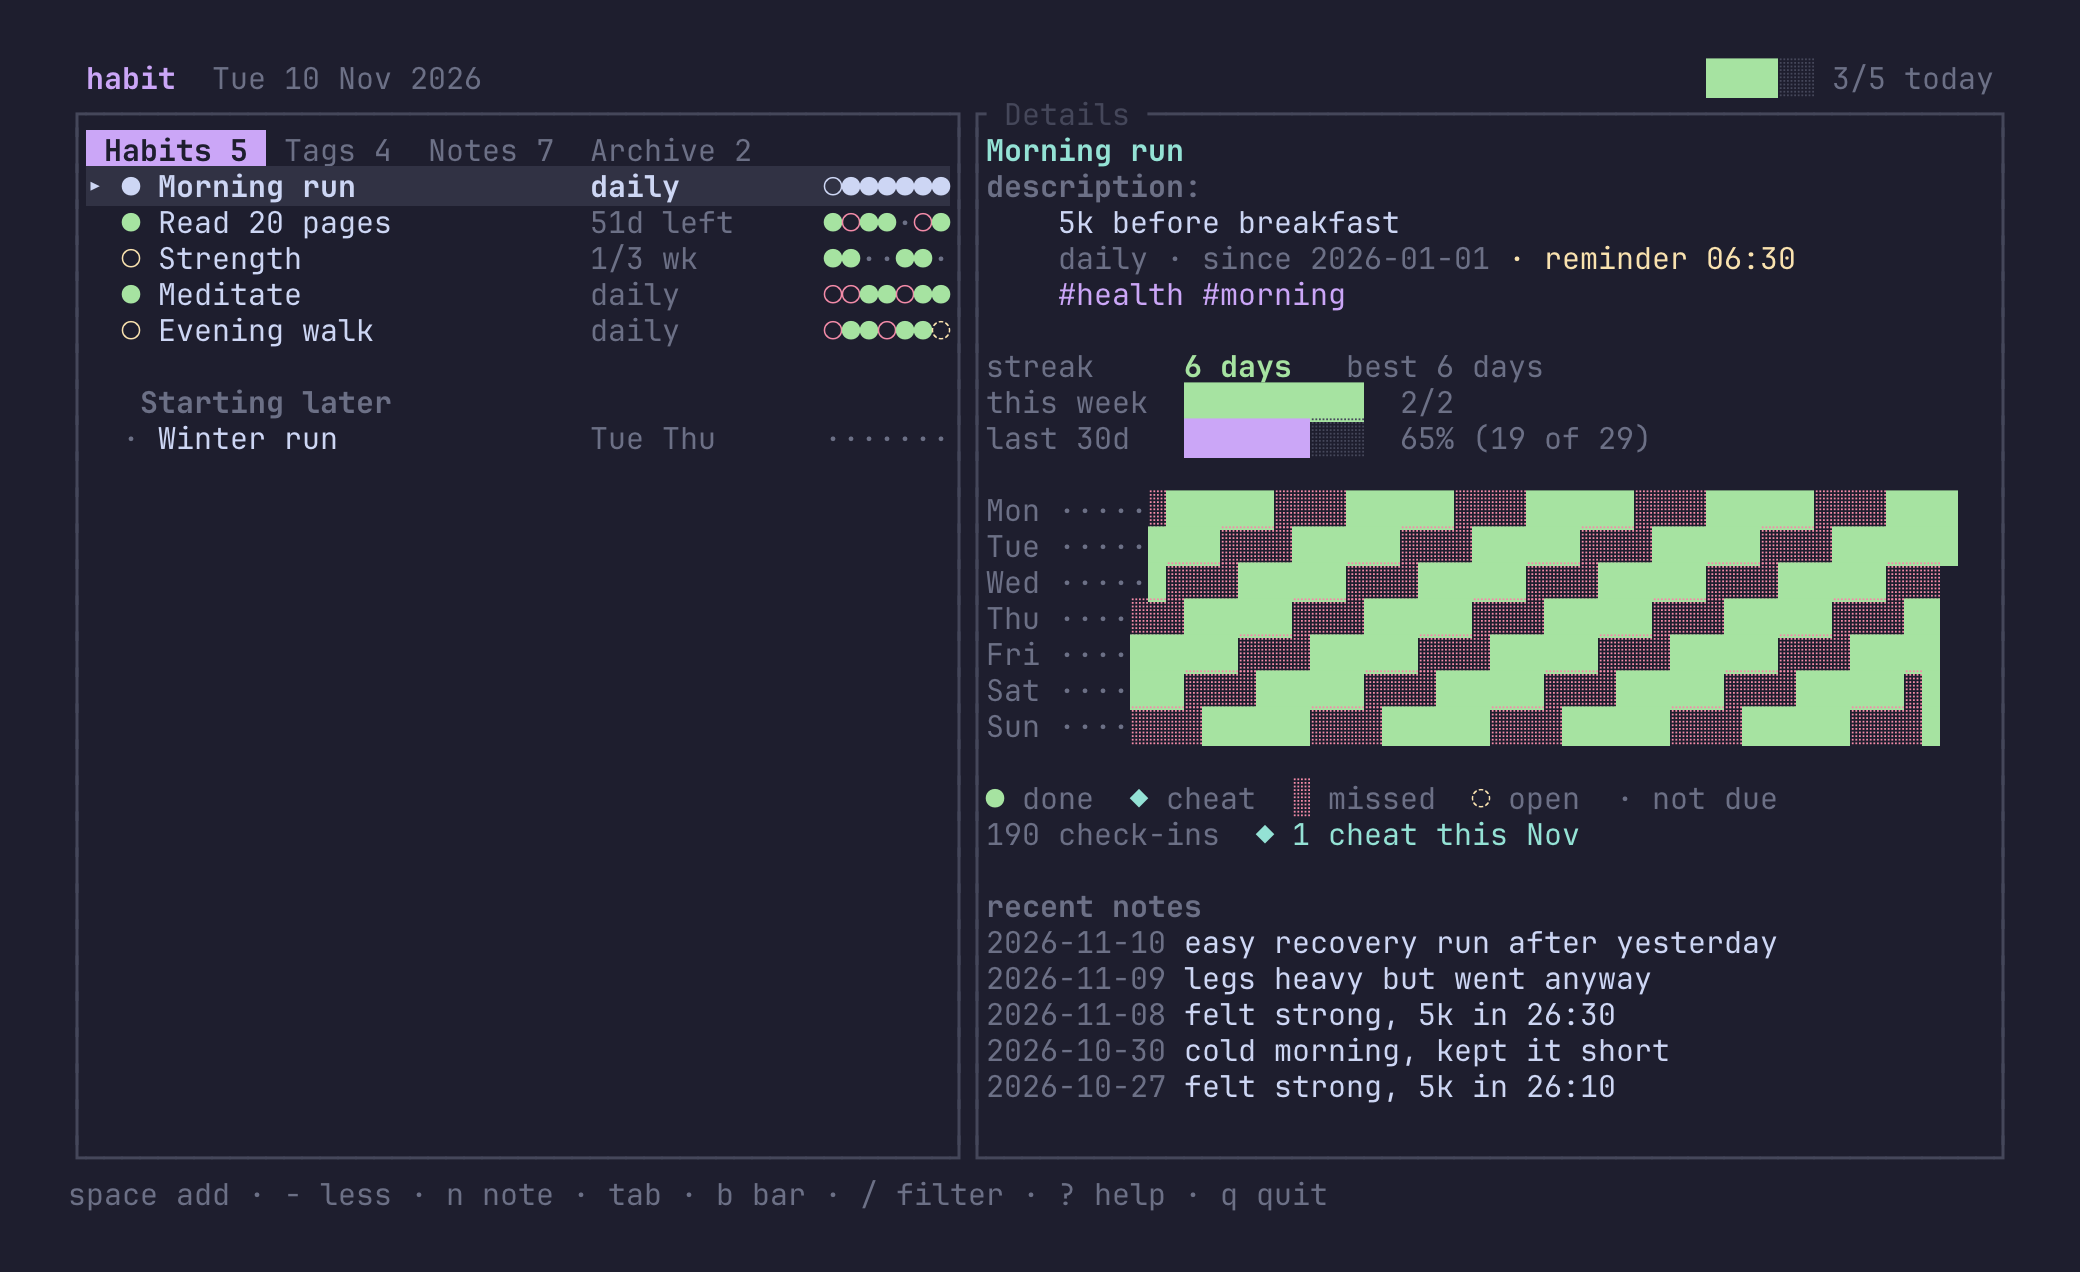 habit Tue 10 Nov 2026
3/5 today
Habits 5 Tags 4 Notes 7 Archive 2
Morning run daily
Read 20 pages 51d left
Strength 1/3 wk
Meditate daily
Evening walk daily
Starting later
Winter run Tue Thu
Details
Morning run
description:
5k before breakfast
daily · since 2026-01-01 · reminder 06:30
#health #morning
streak 6 days best 6 days
this week 2/2
last 30d 65% (19 of 29)
Mon
Tue
Wed
Thu
Fri
Sat
Sun
done cheat missed open · not due
190 check-ins ◆ 1 cheat this Nov
recent notes
2026-11-10 easy recovery run after yesterday
2026-11-09 legs heavy but went anyway
2026-11-08 felt strong, 5k in 26:30
2026-10-30 cold morning, kept it short
2026-10-27 felt strong, 5k in 26:10
space add · - less · n note · tab · b bar · / filter · ? help · q quit